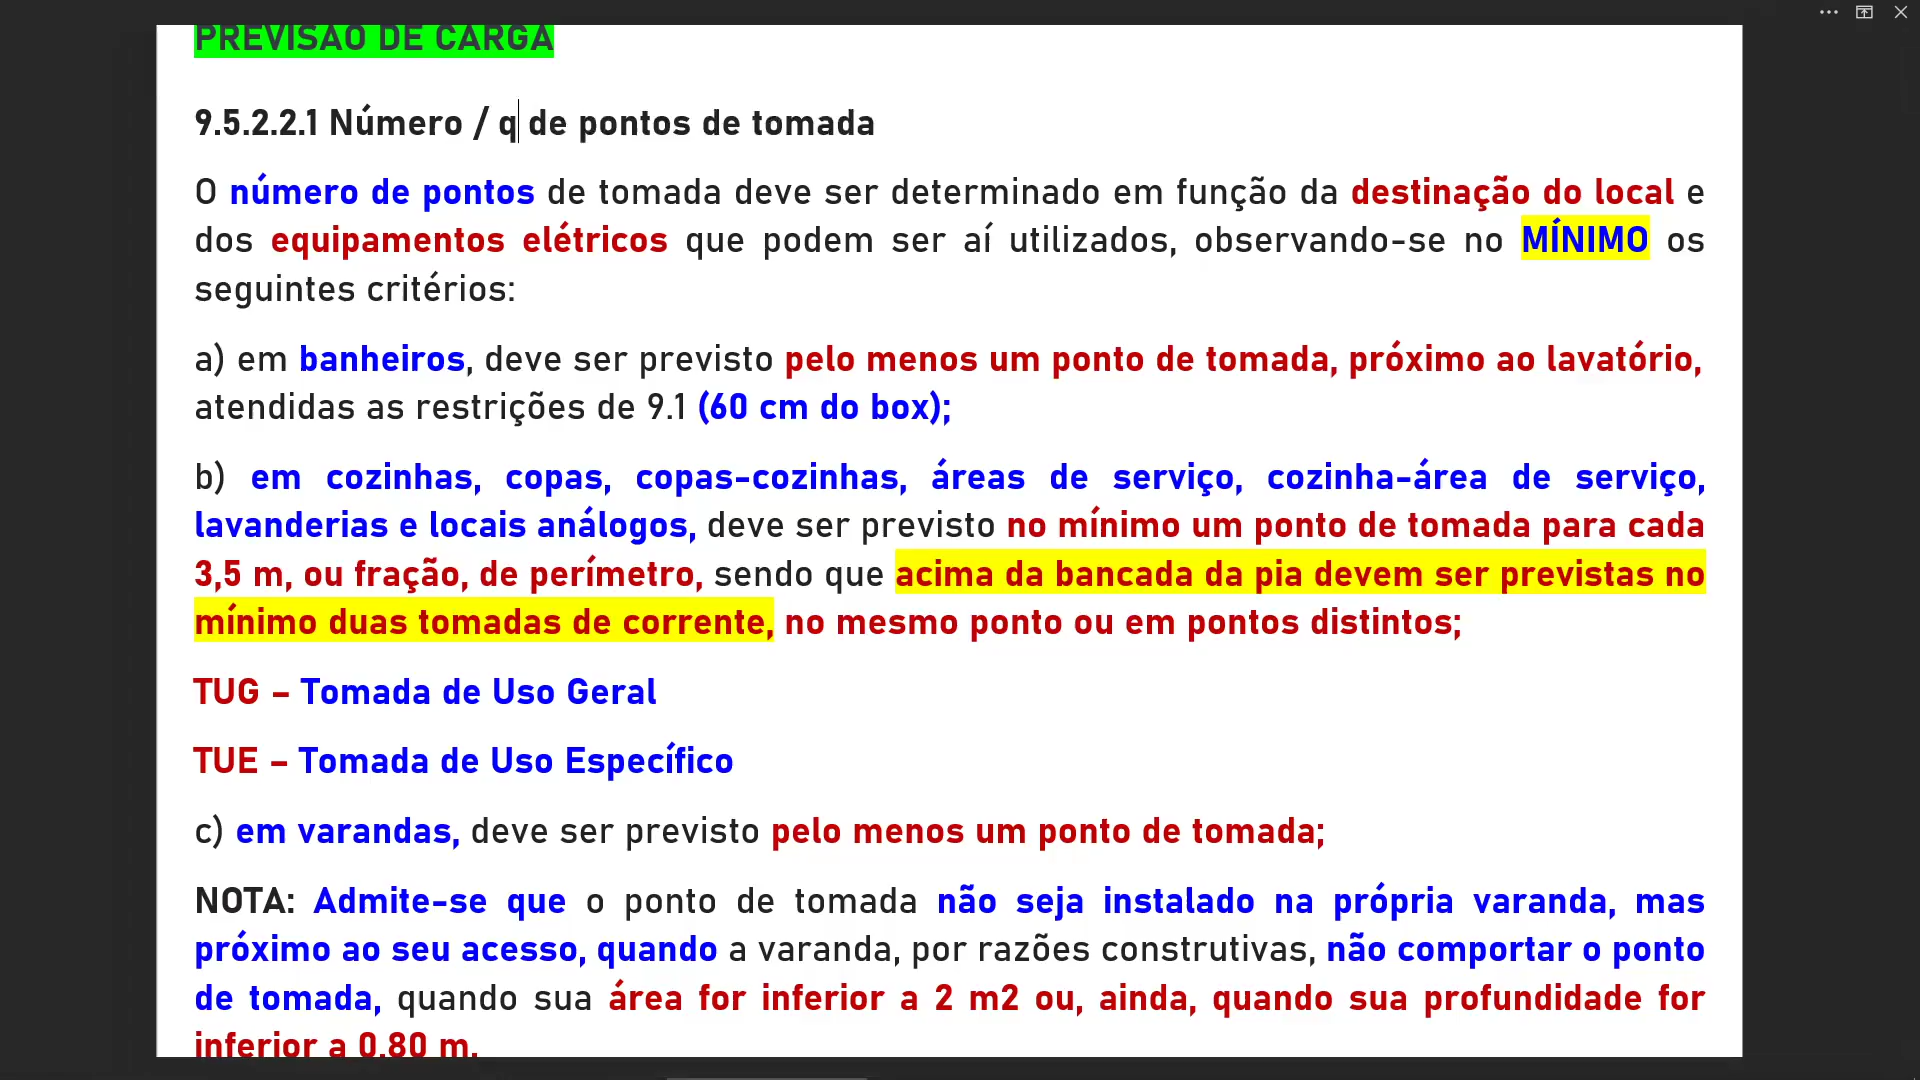 PREVISÃO DE CARGA
9.5.2.2.1 Número / q de pontos de tomada
O número de pontos de tomada deve ser determinado em função da destinação do local e
dos equipamentos elétricos que podem ser aí utilizados, observando-se no MÍNIMO os
seguintes critérios:
a) em banheiros, deve ser previsto pelo menos um ponto de tomada, próximo ao lavatório,
atendidas as restrições de 9.1 (60 cm do box);
b) em cozinhas, copas, copas-cozinhas, áreas de serviço, cozinha-área de serviço,
lavanderias e locais análogos, deve ser previsto no mínimo um ponto de tomada para cada
3,5 m, ou fração, de perímetro, sendo que acima da bancada da pia devem ser previstas no
mínimo duas tomadas de corrente, no mesmo ponto ou em pontos distintos;
TUG – Tomada de Uso Geral
TUE – Tomada de Uso Específico
c) em varandas, deve ser previsto pelo menos um ponto de tomada;
NOTA: Admite-se que o ponto de tomada não seja instalado na própria varanda, mas
próximo ao seu acesso, quando a varanda, por razões construtivas, não comportar o ponto
de tomada, quando sua área for inferior a 2 m2 ou, ainda, quando sua profundidade for
inferior a 0,80 m.